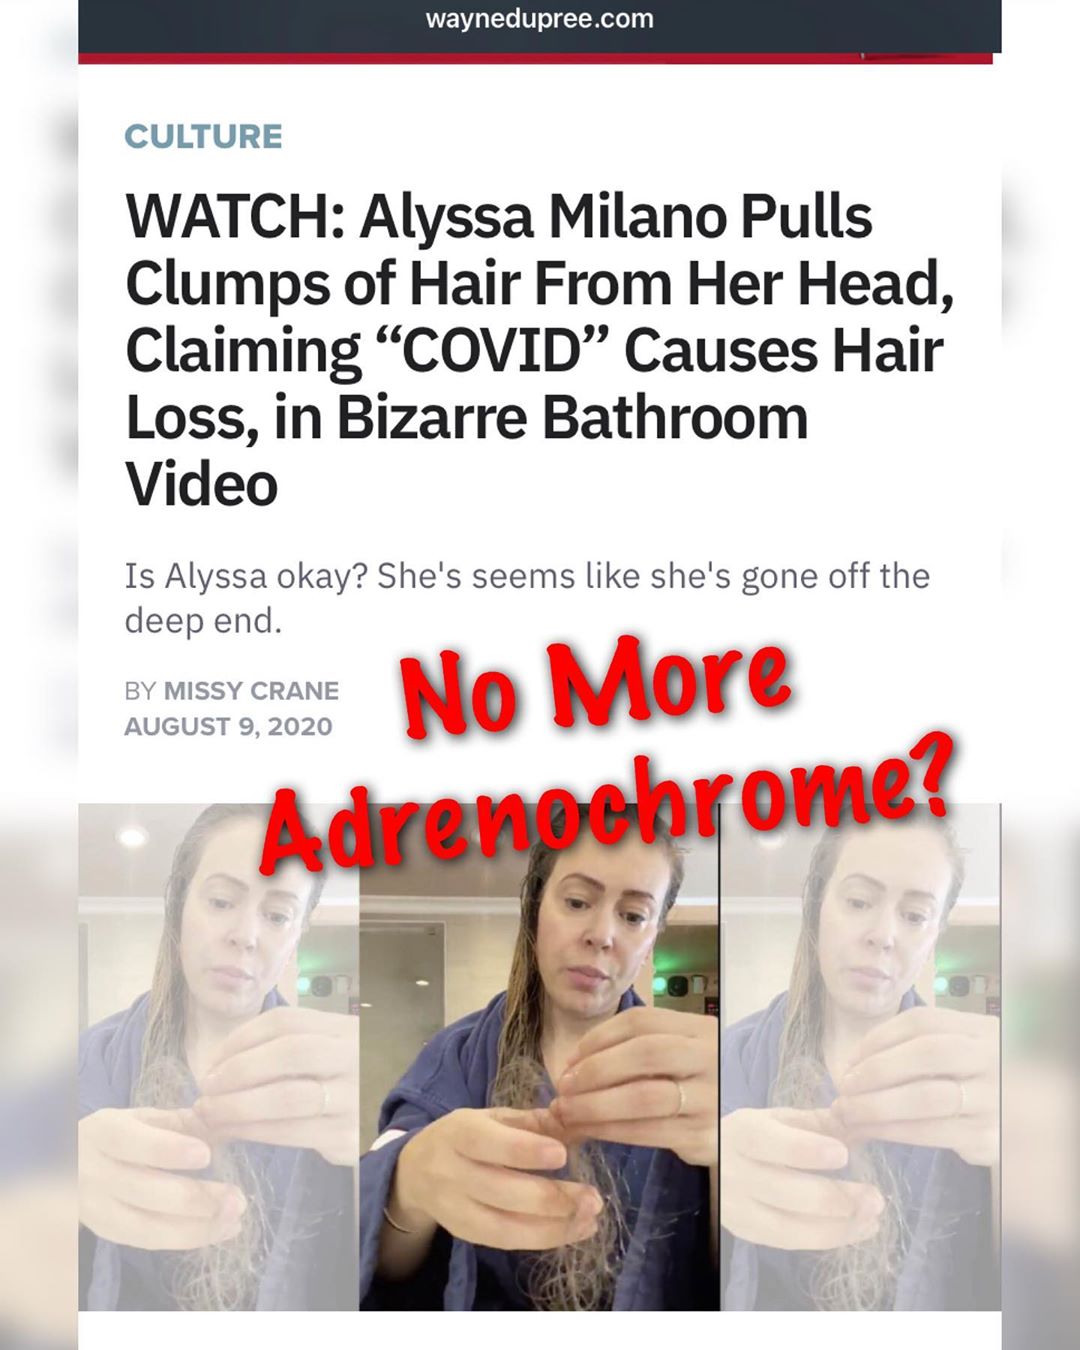 waynedupree.com
CULTURE
WATCH: Alyssa Milano Pulls
Clumps of Hair From Her Head,
Claiming “COVID” Causes Hair
Loss, in Bizarre Bathroom
Video
Is Alyssa okay? She's seems like she's gone off the
deep end.
BY MISSY CRANE
AUGUST 9, 2020
No More
Adrenochrome?